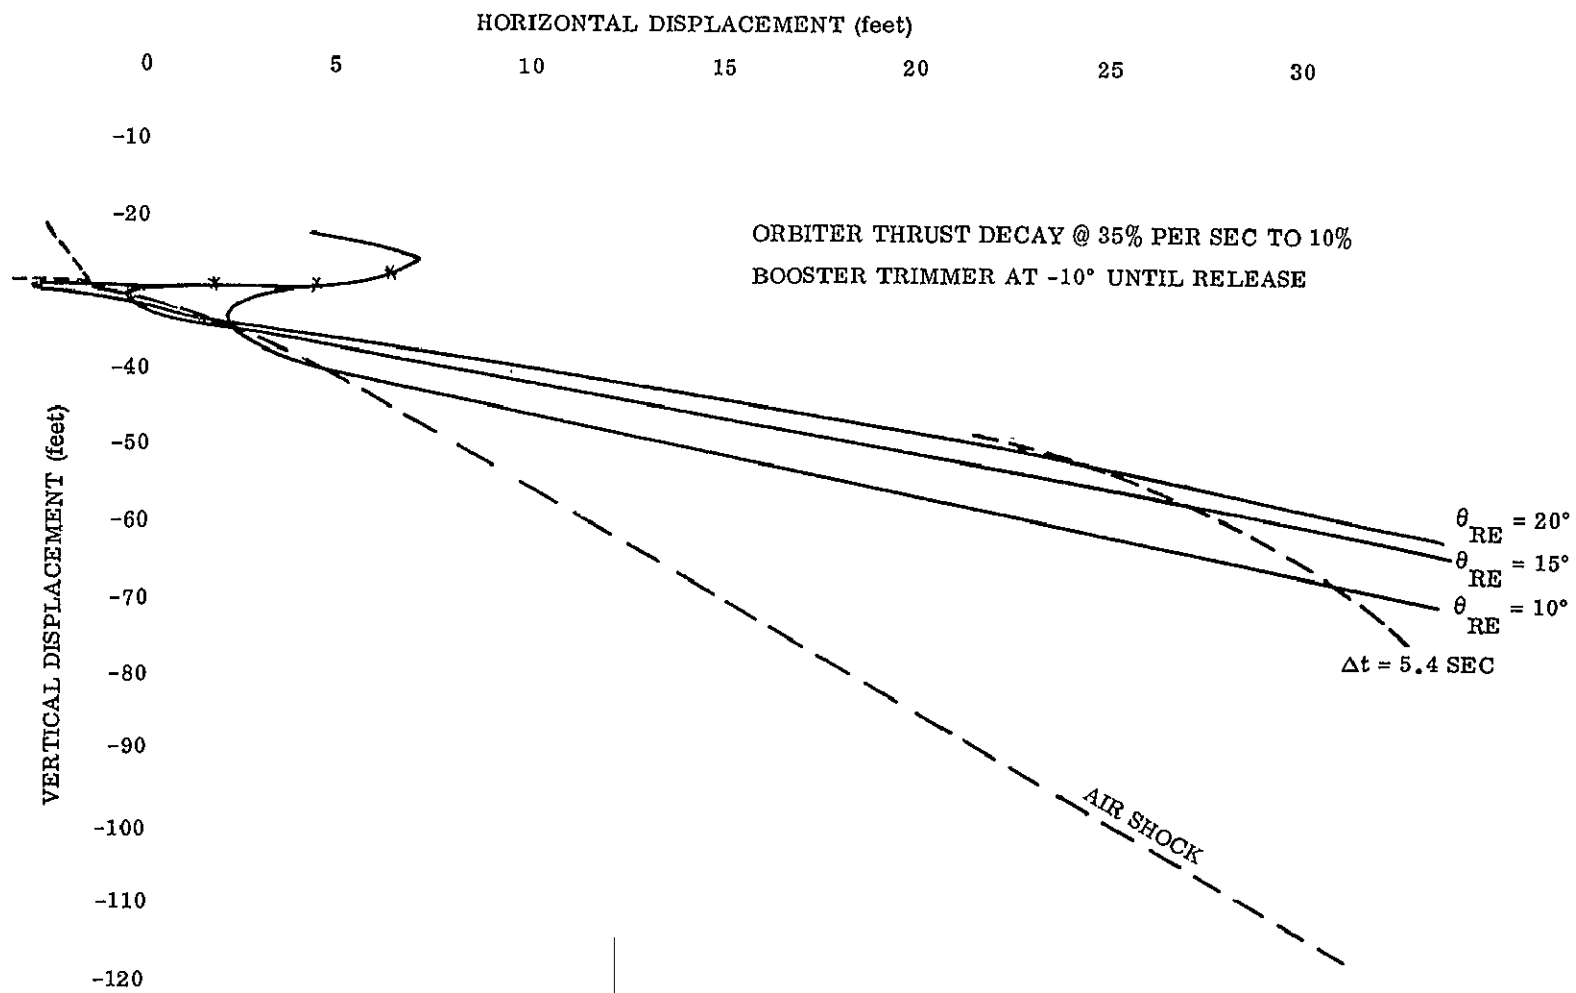 HORIZONTAL DISPLACEMENT (feet)
0 5 10 15 20 25 30
-10
-20
ORBITER THRUST DECAY @ 35% PER SEC TO 10%
BOOSTER TRIMMER AT -10° UNTIL RELEASE
-40
-50
-60
-70
-80
-90
-100
-110
-120
VERTICAL DISPLACEMENT (feet)
θRE = 20°
θRE = 15°
θRE = 10°
Δt = 5.4 SEC
AIR SHOCK